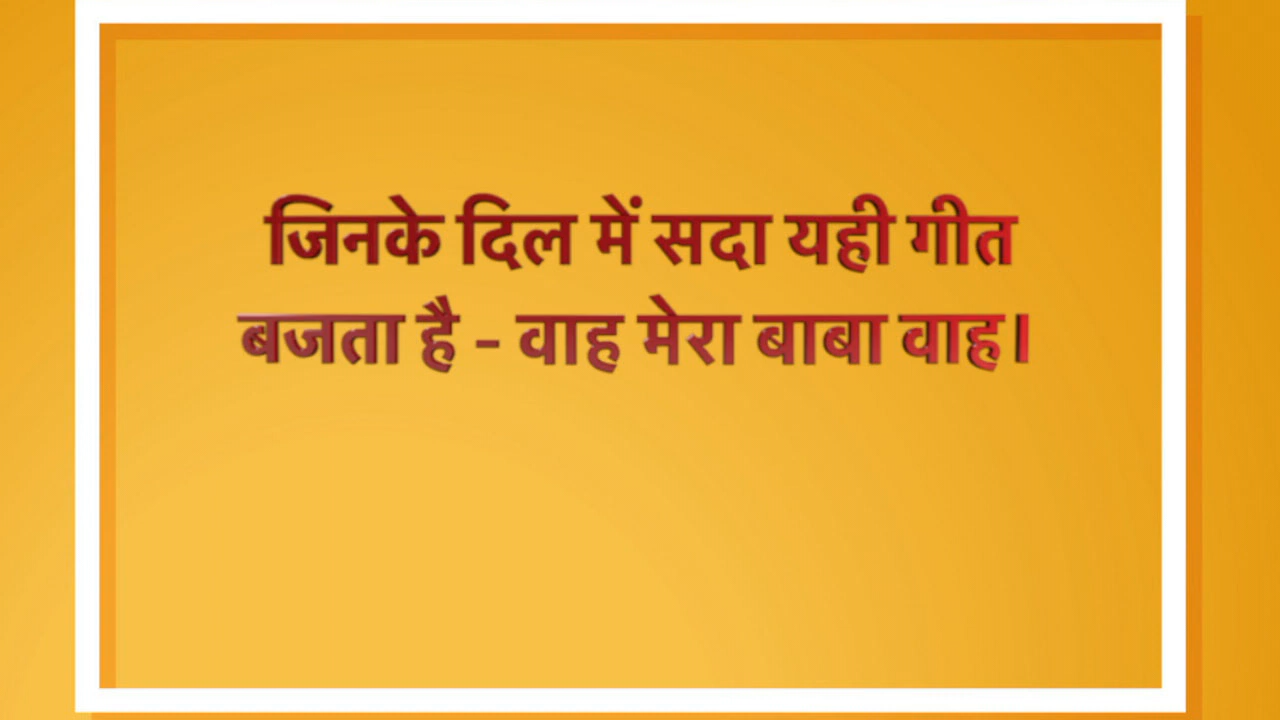 जिनके दिल में सदा यही गीत
बजता है - वाह मेरा बाबा वाह।